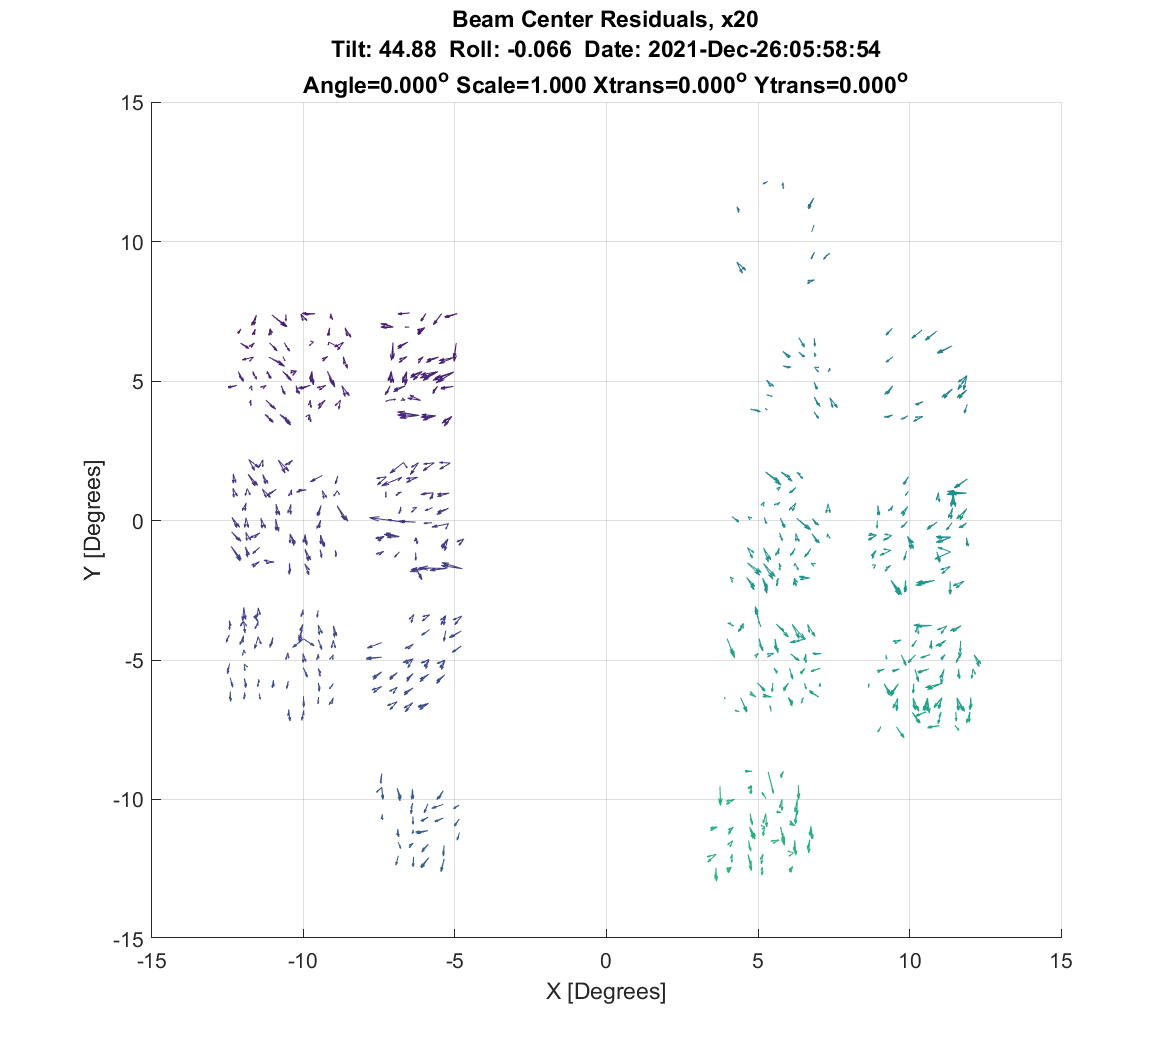 Beam Center Residuals, x20
Tilt: 44.88 Roll: -0.066 Date: 2021-Dec-26:05:58:54
Angle=0.000° Scale=1.000 Xtrans=0.000° Ytrans=0.000°
15
10
5
0
-5
-10
-15
Y [Degrees]
-15 -10 -5 0 5 10 15
X [Degrees]